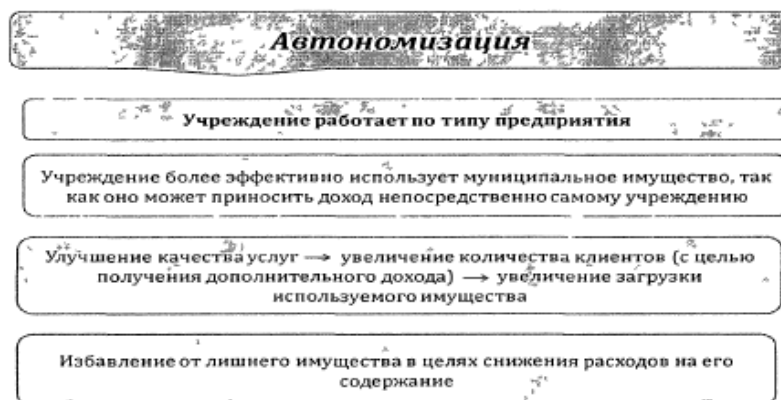 Автономизация
Учреждение работает по типу предприятия
Учреждение более эффективно использует муниципальное имущество, так
как оно может приносить доход непосредственно самому учреждению
Улучшение качества услуг → увеличение количества клиентов (с целью
получения дополнительного дохода) → увеличение загрузки
используемого имущества
Избавление от лишнего имущества в целях снижения расходов на его
содержание